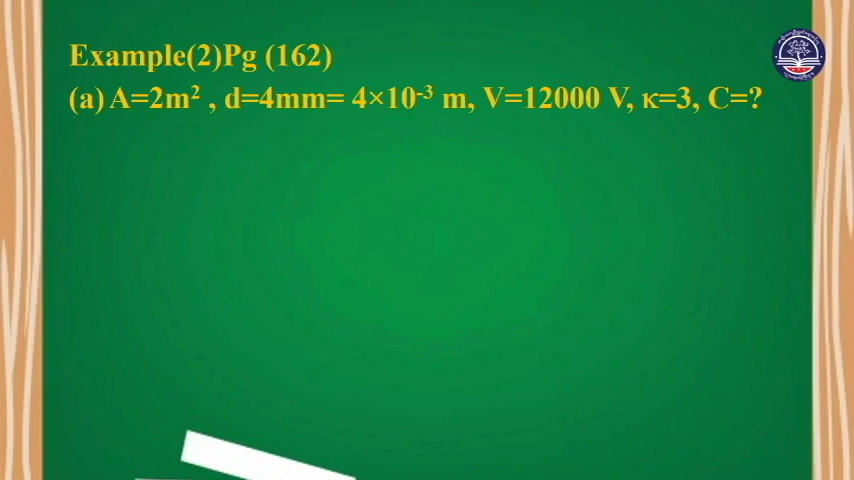 Example(2)Pg (162)
(a) A=2m² , d=4mm= 4×10⁻³ m, V=12000 V, κ=3, C=?